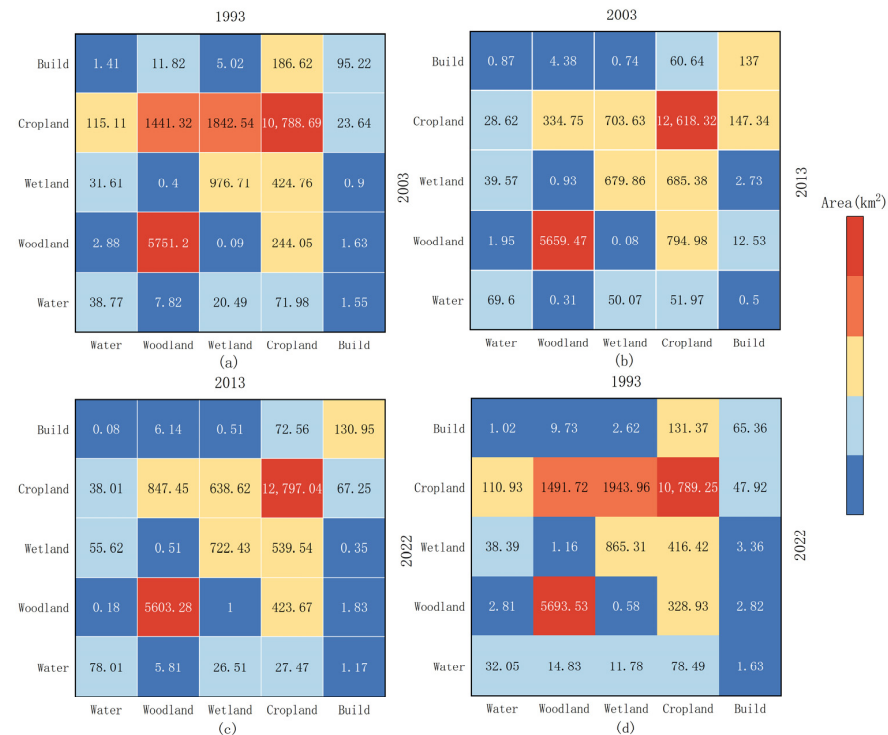 1993
Build 1.41 11.82 5.02 186.62 95.22
Cropland 115.11 1441.32 1842.54 10,788.69 23.64
Wetland 31.61 0.4 976.71 424.76 0.9
Woodland 2.88 5751.2 0.09 244.05 1.63
Water 38.77 7.82 20.49 71.98 1.55
Water Woodland Wetland Cropland Build
(a)
2003
2003
Build 0.87 4.38 0.74 60.64 137
Cropland 28.62 334.75 703.63 12,618.32 147.34
Wetland 39.57 0.93 679.86 685.38 2.73
Woodland 1.95 5659.47 0.08 794.98 12.53
Water 69.6 0.31 50.07 51.97 0.5
Water Woodland Wetland Cropland Build
(b)
2013
2013
Build 0.08 6.14 0.51 72.56 130.95
Cropland 38.01 847.45 638.62 12,797.04 67.25
Wetland 55.62 0.51 722.43 539.54 0.35
Woodland 0.18 5603.28 1 423.67 1.83
Water 78.01 5.81 26.51 27.47 1.17
Water Woodland Wetland Cropland Build
(c)
2022
1993
Build 1.02 9.73 2.62 131.37 65.36
Cropland 110.93 1491.72 1943.96 10,789.25 47.92
Wetland 38.39 1.16 865.31 416.42 3.36
Woodland 2.81 5693.53 0.58 328.93 2.82
Water 32.05 14.83 11.78 78.49 1.63
Water Woodland Wetland Cropland Build
(d)
2022
Area(km²)